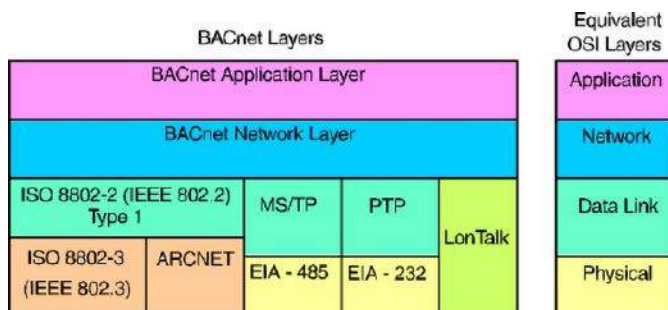 BACnet Layers
Equivalent
OSI Layers
BACnet Application Layer
Application
BACnet Network Layer
Network
ISO 8802-2 (IEEE 802.2)
Type 1
MS/TP
PTP
LonTalk
Data Link
ISO 8802-3
(IEEE 802.3)
ARCNET
EIA - 485
EIA - 232
Physical